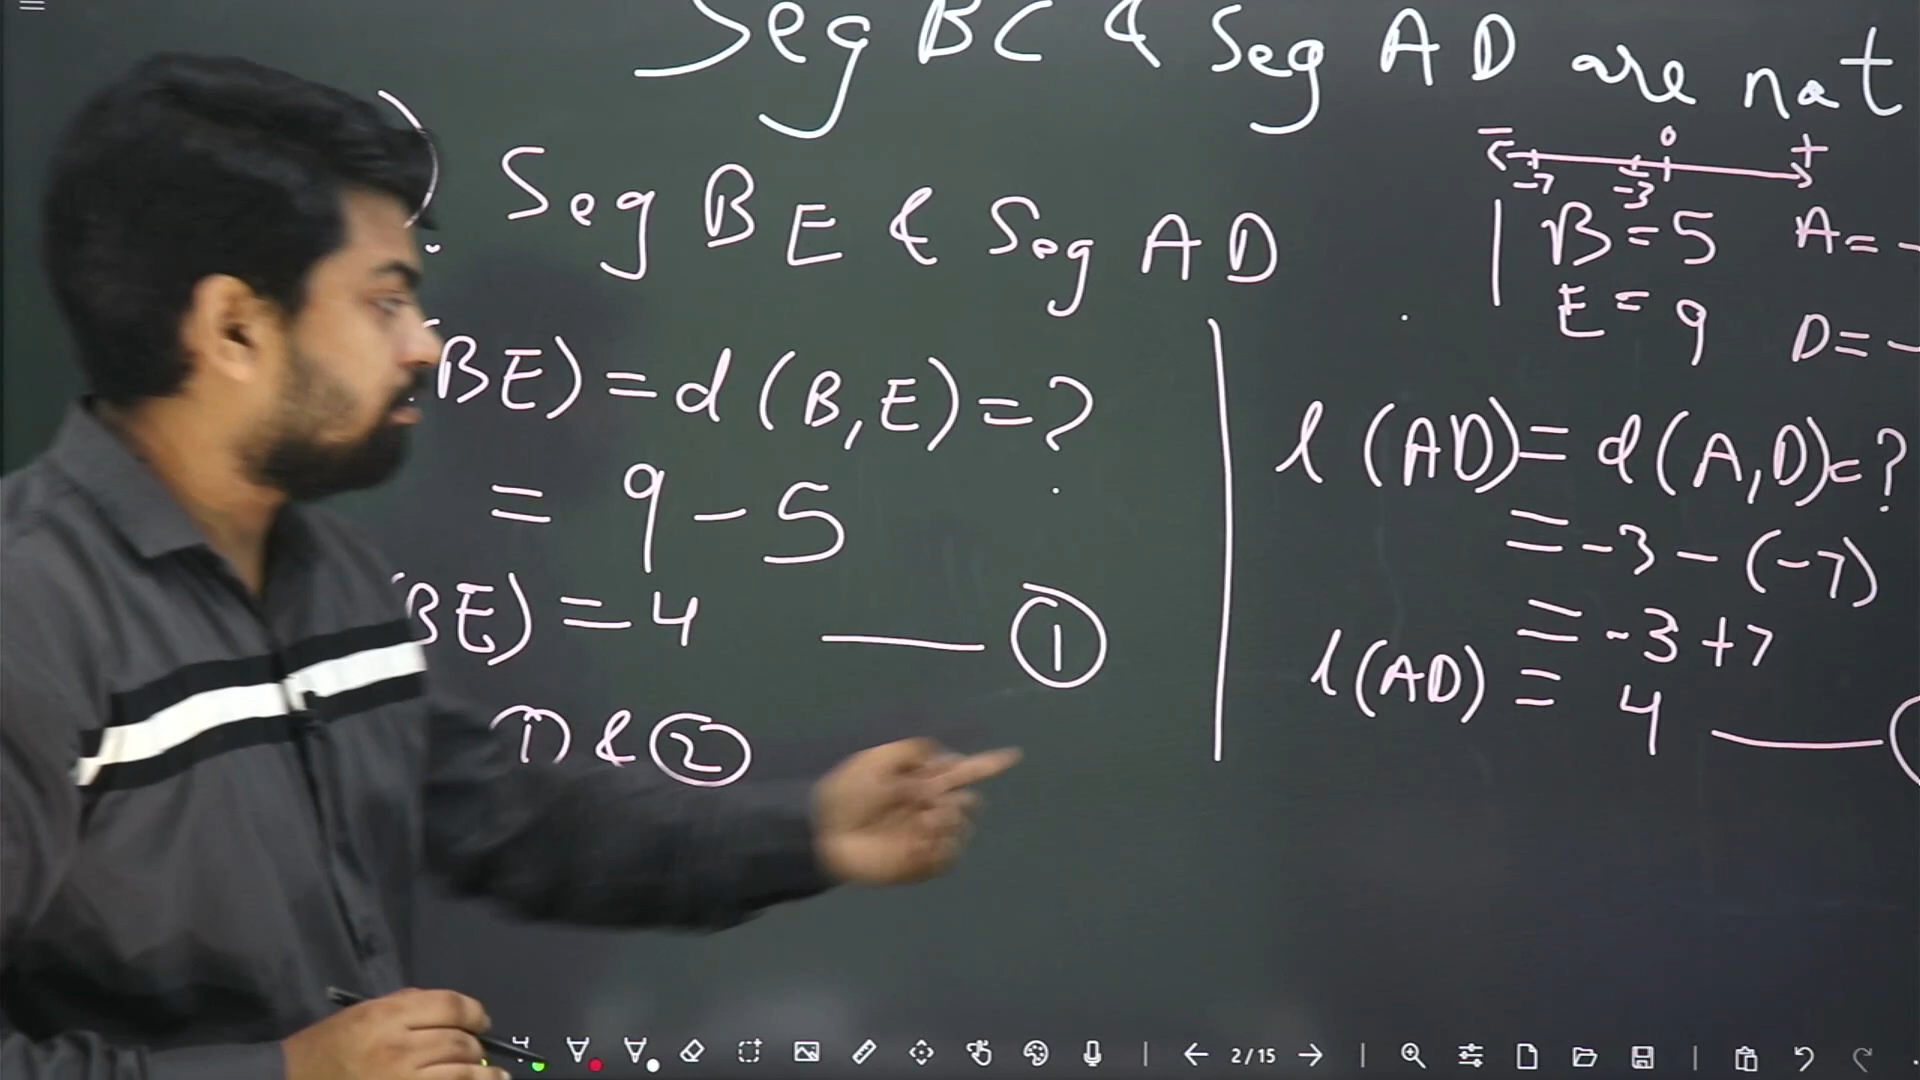 Seg BC & Seg AD are not
Seg BE & Seg AD
BE) = d(B,E) = ?
= 9 - 5
BE) = 4 —— ①
① & ②
- 0 +
-7 -3
B = 5 A = -
E = 9 D = -
l(AD) = d(A,D) = ?
= -3 - (-7)
= -3 + 7
l(AD) = 4 ——
2/15